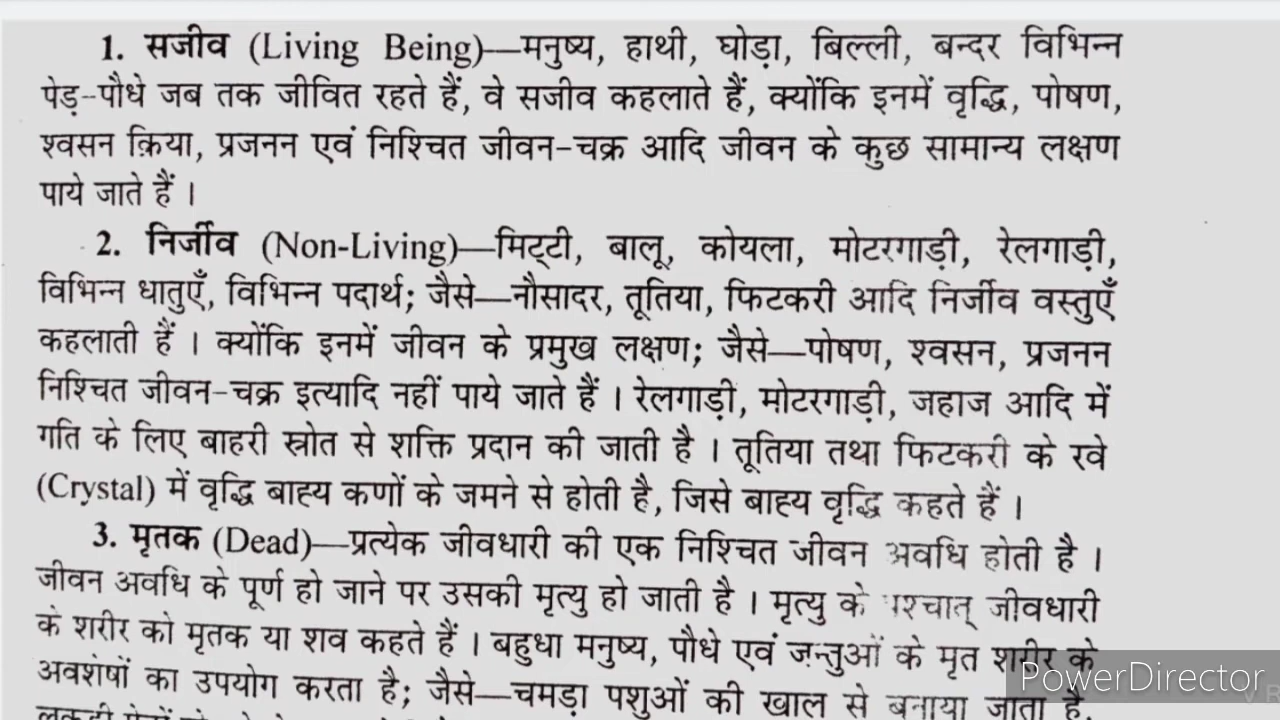 1. सजीव (Living Being)—मनुष्य, हाथी, घोड़ा, बिल्ली, बन्दर विभिन्न
पेड़-पौधे जब तक जीवित रहते हैं, वे सजीव कहलाते हैं, क्योंकि इनमें वृद्धि, पोषण,
श्वसन क्रिया, प्रजनन एवं निश्चित जीवन-चक्र आदि जीवन के कुछ सामान्य लक्षण
पाये जाते हैं ।
2. निर्जीव (Non-Living)—मिट्टी, बालू, कोयला, मोटरगाड़ी, रेलगाड़ी,
विभिन्न धातुएँ, विभिन्न पदार्थ; जैसे—नौसादर, तूतिया, फिटकरी आदि निर्जीव वस्तुएँ
कहलाती हैं । क्योंकि इनमें जीवन के प्रमुख लक्षण; जैसे—पोषण, श्वसन, प्रजनन
निश्चित जीवन-चक्र इत्यादि नहीं पाये जाते हैं । रेलगाड़ी, मोटरगाड़ी, जहाज आदि में
गति के लिए बाहरी स्रोत से शक्ति प्रदान की जाती है । तूतिया तथा फिटकरी के रवे
(Crystal) में वृद्धि बाह्य कणों के जमने से होती है, जिसे बाह्य वृद्धि कहते हैं ।
3. मृतक (Dead)—प्रत्येक जीवधारी की एक निश्चित जीवन अवधि होती है ।
जीवन अवधि के पूर्ण हो जाने पर उसकी मृत्यु हो जाती है । मृत्यु के पश्चात् जीवधारी
के शरीर को मृतक या शव कहते हैं । बहुधा मनुष्य, पौधे एवं जन्तुओं के मृत शरीर के
अवशेषों का उपयोग करता है; जैसे—चमड़ा पशुओं की खाल से बनाया जाता है,
PowerDirector